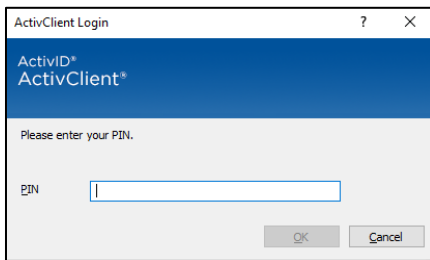 ActivClient Login ? ×
ActivID®
ActivClient®
Please enter your PIN.
PIN
OK Cancel